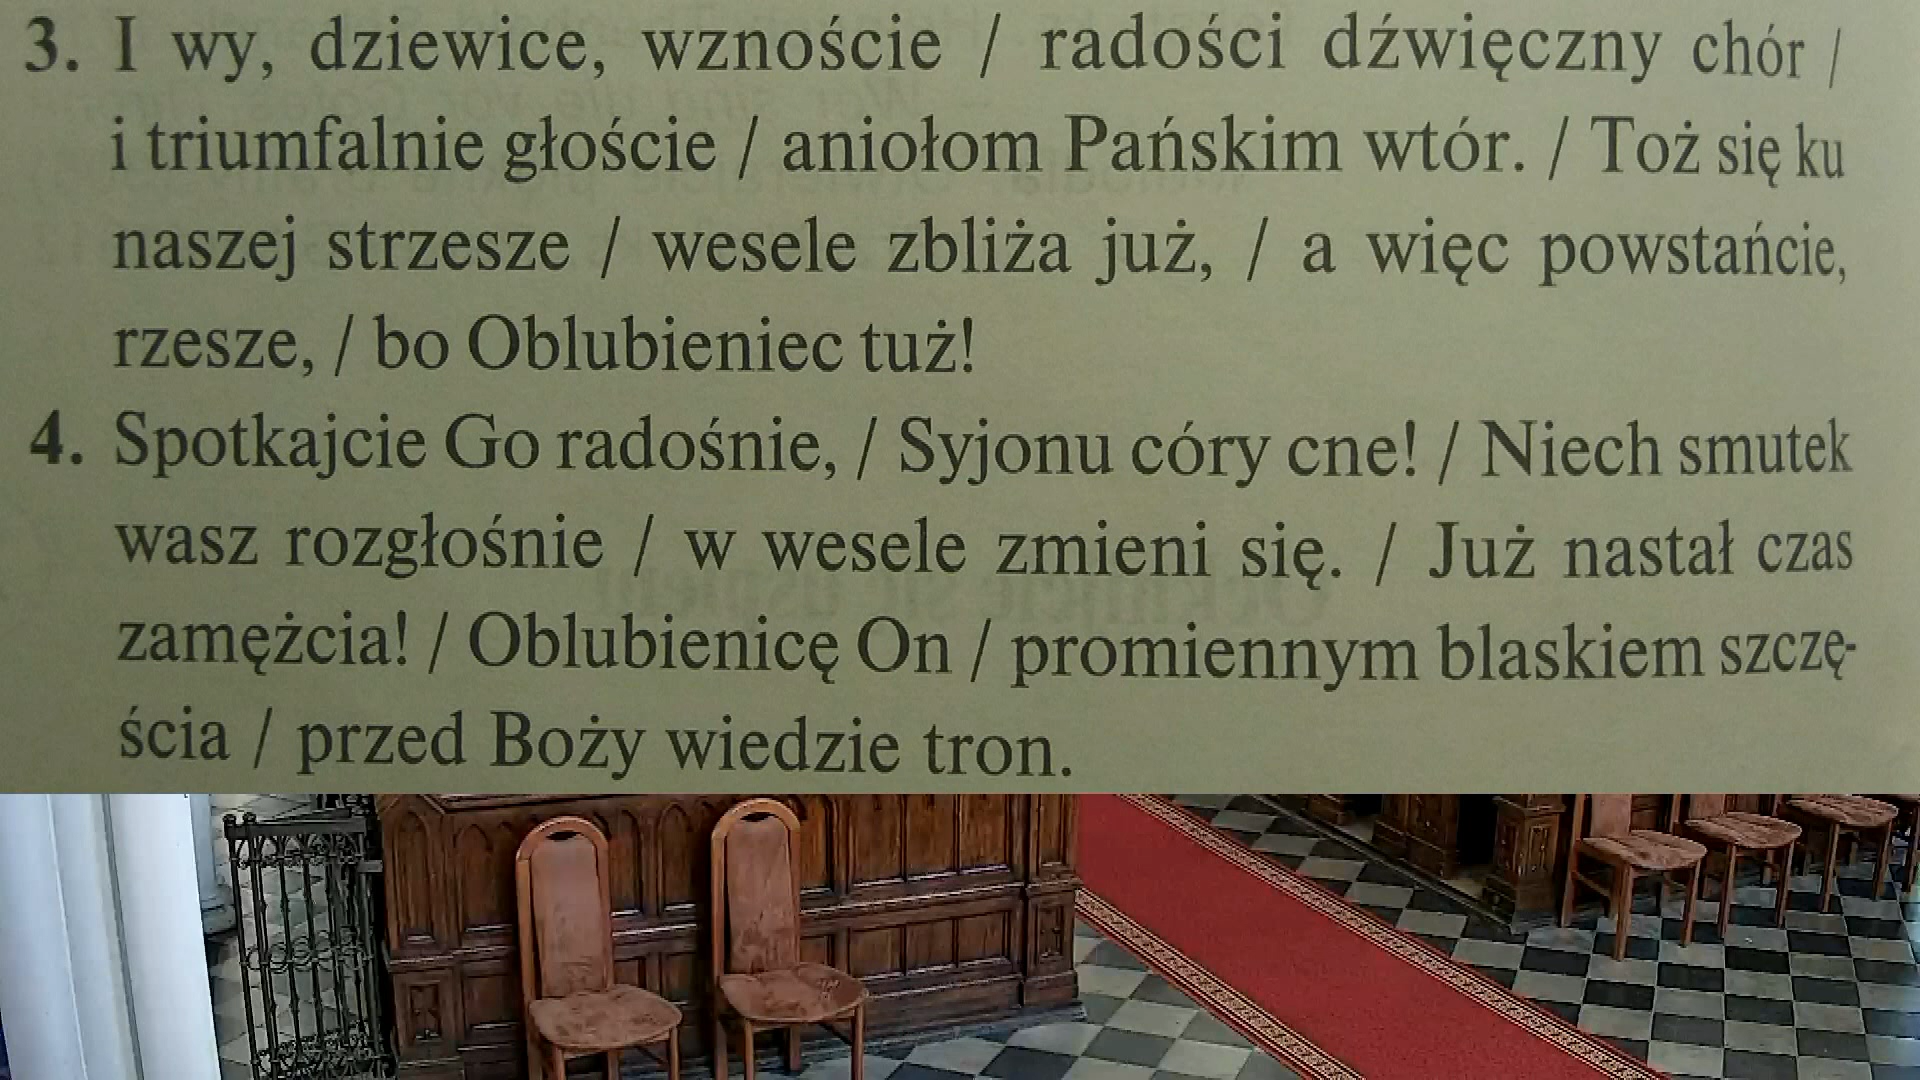 3. I wy, dziewice, wznoście / radości dźwięczny chór /
i triumfalnie głoście / aniołom Pańskim wtór. / Toż się ku
naszej strzesze / wesele zbliża już, / a więc powstańcie,
rzesze, / bo Oblubieniec tuż!
4. Spotkajcie Go radośnie, / Syjonu córy cne! / Niech smutek
wasz rozgłośnie / w wesele zmieni się. / Już nastał czas
zamężcia! / Oblubienicę On / promiennym blaskiem szczę-
ścia / przed Boży wiedzie tron.